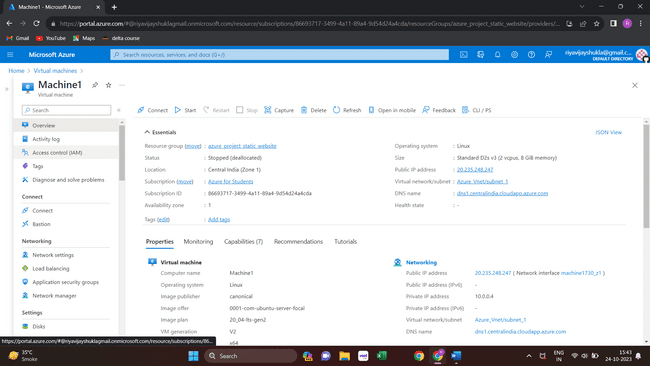 Machine1 - Microsoft Azure
https://portal.azure.com/#@riyavijayshuklagmail.onmicrosoft.com/resource/subscriptions/86693717-3499-4a11-89a4-9d54d24a4cda/resourceGroups/azure_project_static_website/providers/...
Gmail YouTube Maps delta course
Microsoft Azure
Search resources, services, and docs (G+/)
riyavijayshukla@gmail.c...
DEFAULT DIRECTORY
Home > Virtual machines >
Machine1
Virtual machine
Search
Connect Start Restart Stop Capture Delete Refresh Open in mobile Feedback CLI / PS
Overview
Activity log
Access control (IAM)
Tags
Diagnose and solve problems
Connect
Connect
Bastion
Networking
Network settings
Load balancing
Application security groups
Network manager
Settings
Disks
Essentials
JSON View
Resource group (move) : azure_project_static_website
Status : Stopped (deallocated)
Location : Central India (Zone 1)
Subscription (move) : Azure for Students
Subscription ID : 86693717-3499-4a11-89a4-9d54d24a4cda
Availability zone : 1
Tags (edit) : Add tags
Operating system : Linux
Size : Standard D2s v3 (2 vcpus, 8 GiB memory)
Public IP address : 20.235.248.247
Virtual network/subnet : Azure_Vnet/subnet_1
DNS name : dns1.centralindia.cloudapp.azure.com
Health state : -
Properties Monitoring Capabilities (7) Recommendations Tutorials
Virtual machine
Computer name Machine1
Operating system Linux
Image publisher canonical
Image offer 0001-com-ubuntu-server-focal
Image plan 20_04-lts-gen2
VM generation V2
x64
Networking
Public IP address 20.235.248.247 ( Network interface machine1730_z1 )
Public IP address (IPv6) -
Private IP address 10.0.0.4
Private IP address (IPv6) -
Virtual network/subnet Azure_Vnet/subnet_1
DNS name dns1.centralindia.cloudapp.azure.com
https://portal.azure.com/#@riyavijayshuklagmail.onmicrosoft.com/resource/subscriptions/86...
35°C
Smoke
Search
ENG
IN
15:43
24-10-2023